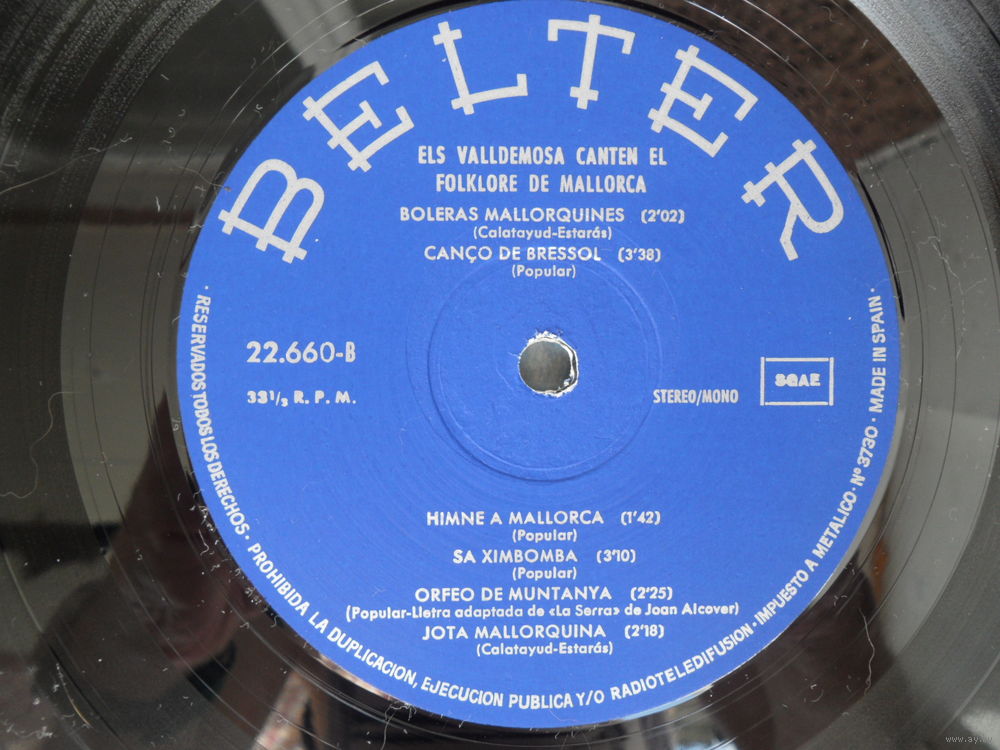 BELTER
ELS VALLDEMOSA CANTEN EL
FOLKLORE DE MALLORCA
BOLERAS MALLORQUINES (2'02)
(Calatayud-Estarás)
CANÇO DE BRESSOL (3'38)
(Popular)
22.660-B
33 1/3 R. P. M.
STEREO/MONO
SGAE
HIMNE A MALLORCA (1'42)
(Popular)
SA XIMBOMBA (3'10)
(Popular)
ORFEO DE MUNTANYA (2'25)
(Popular-Lletra adaptada de «La Serra» de Joan Alcover)
JOTA MALLORQUINA (2'18)
(Calatayud-Estarás)
· RESERVADOS TODOS LOS DERECHOS · PROHIBIDA LA DUPLICACION, EJECUCION PUBLICA Y/O RADIOTELEDIFUSION · IMPUESTO A METALICO · Nº 3730 · MADE IN SPAIN ·